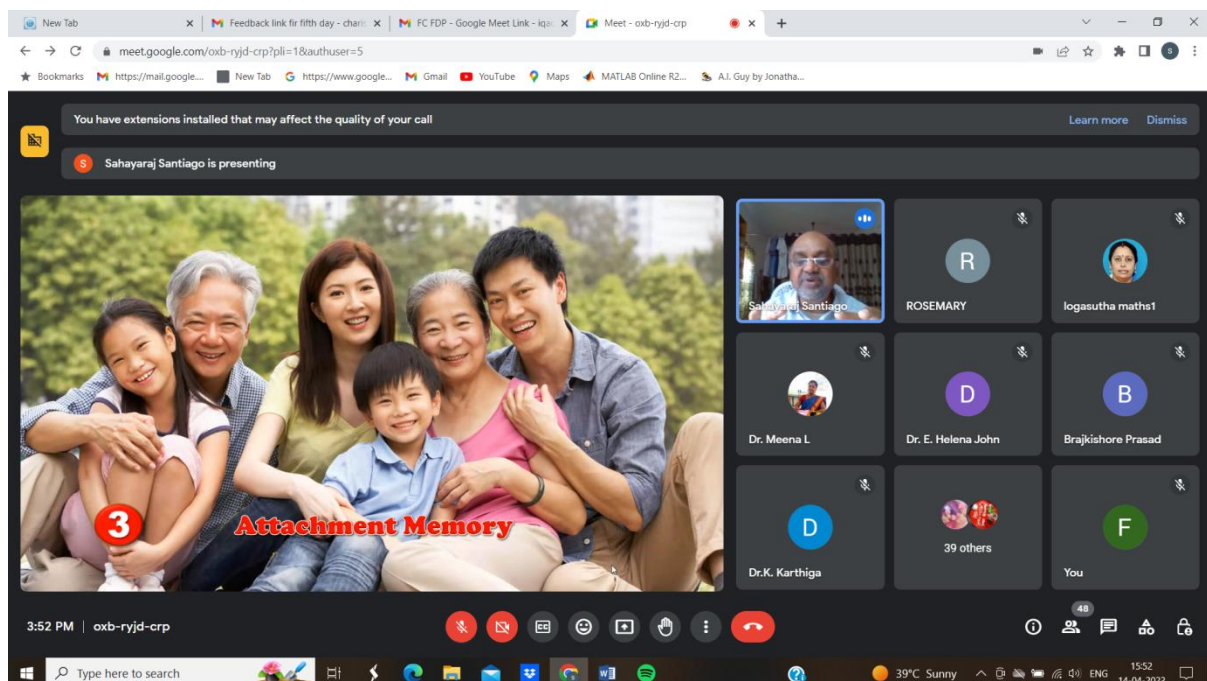 New Tab
Feedback link fir fifth day - charis
FC FDP - Google Meet Link - iqac
Meet - oxb-ryjd-crp
meet.google.com/oxb-ryjd-crp?pli=1&authuser=5
S
Bookmarks
https://mail.google....
New Tab
https://www.google...
Gmail
YouTube
Maps
MATLAB Online R2...
A.I. Guy by Jonatha...
You have extensions installed that may affect the quality of your call
Learn more
Dismiss
S
Sahayaraj Santiago is presenting
3
Attachment Memory
Sahayaraj Santiago
R
ROSEMARY
logasutha maths1
Dr. Meena L
D
Dr. E. Helena John
B
Brajkishore Prasad
D
Dr.K. Karthiga
39 others
F
You
3:52 PM | oxb-ryjd-crp
CC
48
Type here to search
39°C Sunny
ENG
15:52
14-04-2023